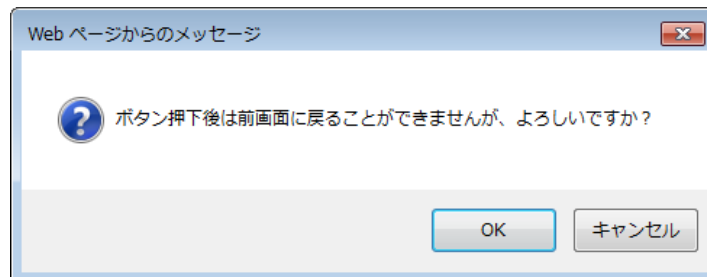 Web ページからのメッセージ
ボタン押下後は前画面に戻ることができませんが、よろしいですか？
OK
キャンセル